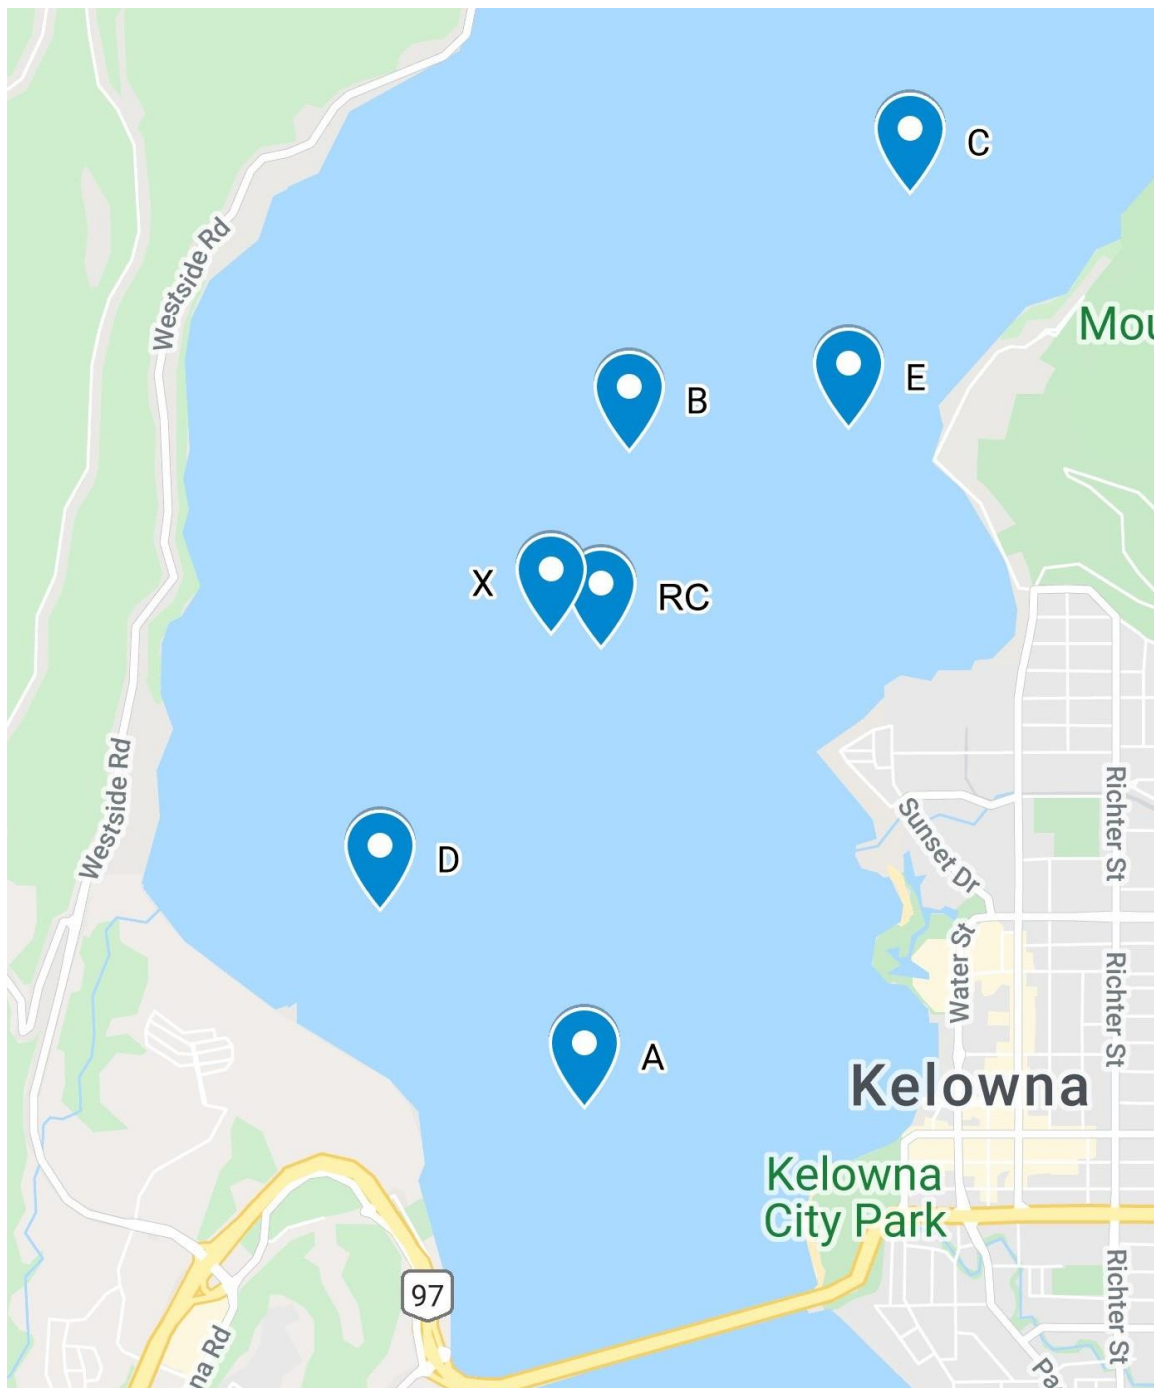 C
Westside Rd
Mou
E
B
X
RC
Westside Rd
Richter St
Sunset Dr
D
Water St
Richter St
A
Kelowna
Kelowna
City Park
97
Richter St
na Rd
Pa